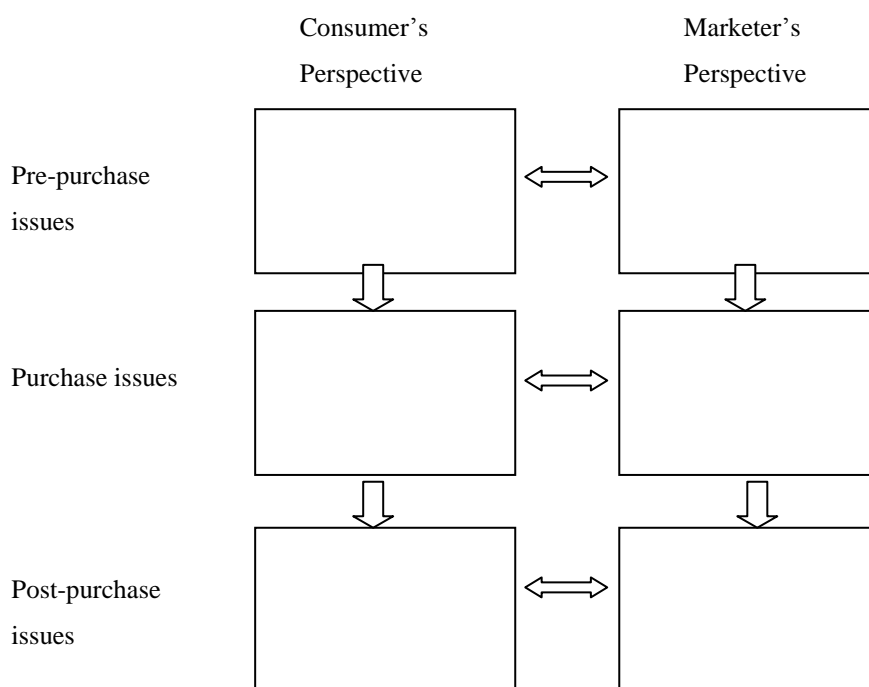 Consumer’s
Perspective
Marketer’s
Perspective
Pre-purchase
issues
Purchase issues
Post-purchase
issues